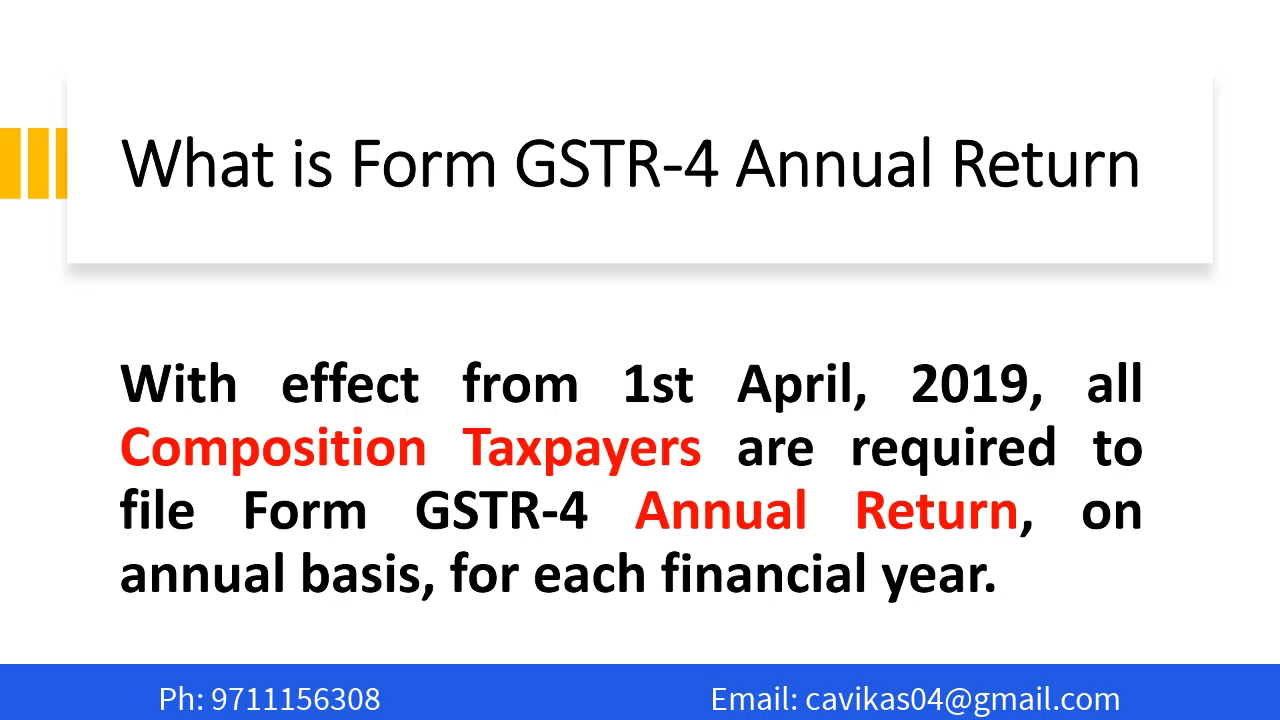 What is Form GSTR-4 Annual Return
With effect from 1st April, 2019, all
Composition Taxpayers are required to
file Form GSTR-4 Annual Return, on
annual basis, for each financial year.
Ph: 9711156308 Email: cavikas04@gmail.com